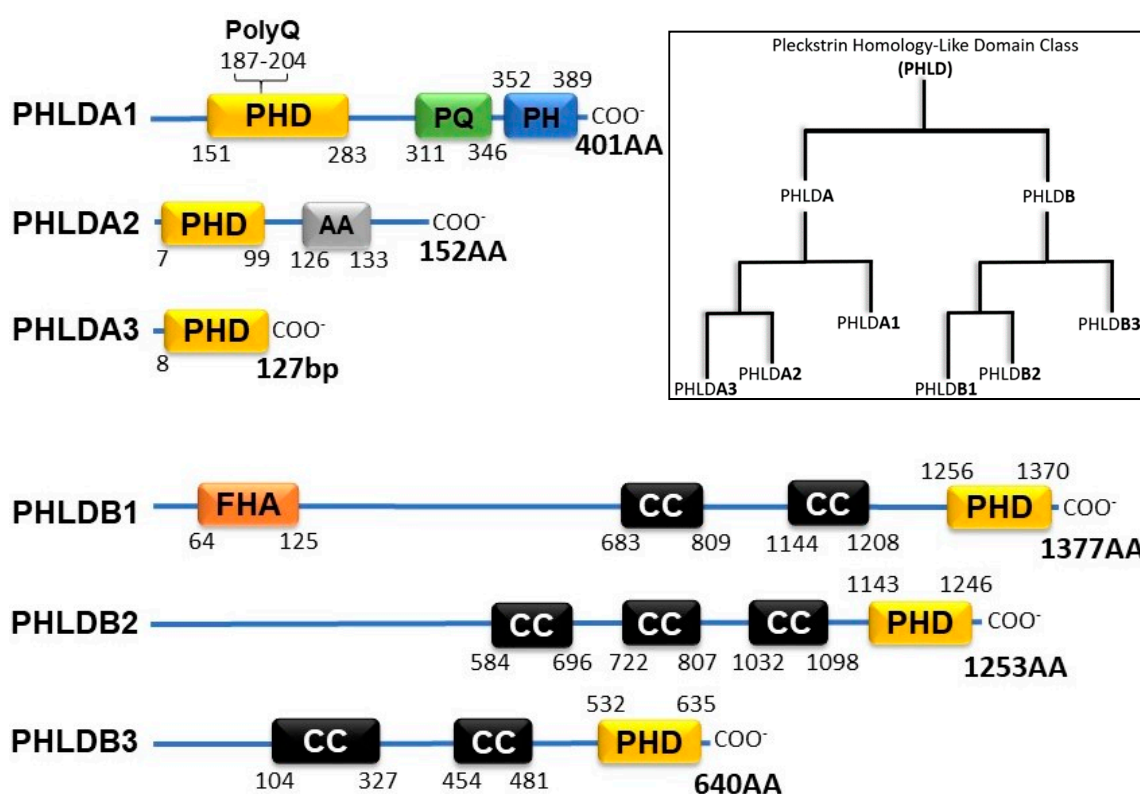 PolyQ
187-204
352 389
PHLDA1 PHD PQ PH COO⁻
151 283 311 346 401AA
PHLDA2 PHD AA COO⁻
7 99 126 133 152AA
PHLDA3 PHD COO⁻
8 127bp
Pleckstrin Homology-Like Domain Class
(PHLD)
PHLDA PHLDB
PHLDA1 PHLDB3
PHLDA3 PHLDA2 PHLDB1 PHLDB2
1256 1370
PHLDB1 FHA CC CC PHD COO⁻
64 125 683 809 1144 1208 1377AA
1143 1246
PHLDB2 CC CC CC PHD COO⁻
584 696 722 807 1032 1098 1253AA
532 635
PHLDB3 CC CC PHD COO⁻
104 327 454 481 640AA